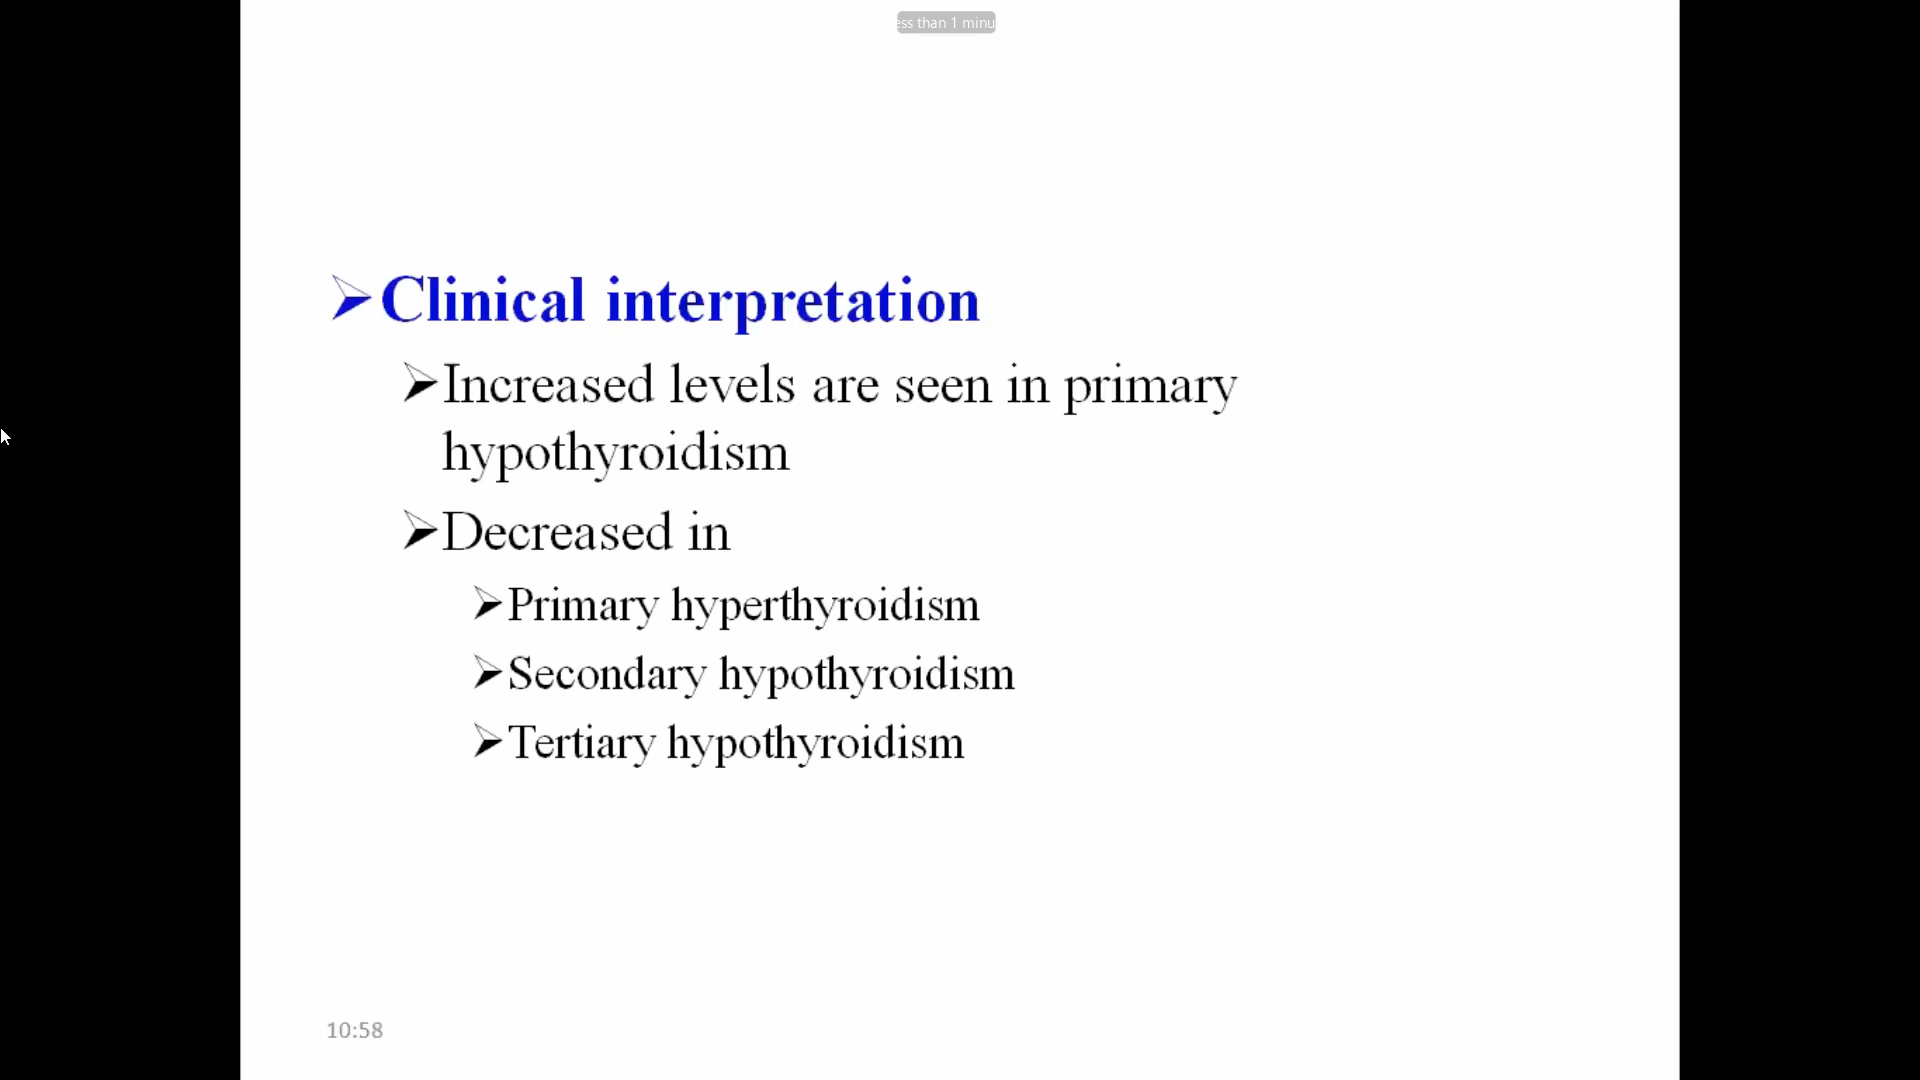 ess than 1 minu
Clinical interpretation
Increased levels are seen in primary
hypothyroidism
Decreased in
Primary hyperthyroidism
Secondary hypothyroidism
Tertiary hypothyroidism
10:58